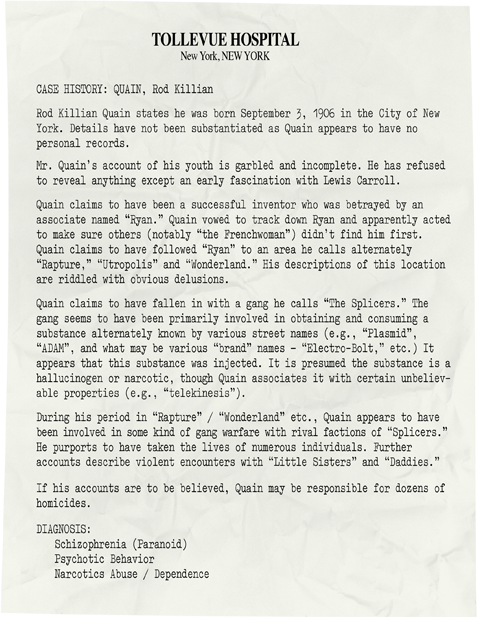 TOLLEVUE HOSPITAL
New York, NEW YORK
CASE HISTORY: QUAIN, Rod Killian
Rod Killian Quain states he was born September 3, 1906 in the City of New
York. Details have not been substantiated as Quain appears to have no
personal records.
Mr. Quain's account of his youth is garbled and incomplete. He has refused
to reveal anything except an early fascination with Lewis Carroll.
Quain claims to have been a successful inventor who was betrayed by an
associate named "Ryan." Quain vowed to track down Ryan and apparently acted
to make sure others (notably "the Frenchwoman") didn't find him first.
Quain claims to have followed "Ryan" to an area he calls alternately
"Rapture," "Utropolis" and "Wonderland." His descriptions of this location
are riddled with obvious delusions.
Quain claims to have fallen in with a gang he calls "The Splicers." The
gang seems to have been primarily involved in obtaining and consuming a
substance alternately known by various street names (e.g., "Plasmid",
"ADAM", and what may be various "brand" names – "Electro-Bolt," etc.) It
appears that this substance was injected. It is presumed the substance is a
hallucinogen or narcotic, though Quain associates it with certain unbeliev-
able properties (e.g., "telekinesis").
During his period in "Rapture" / "Wonderland" etc., Quain appears to have
been involved in some kind of gang warfare with rival factions of "Splicers."
He purports to have taken the lives of numerous individuals. Further
accounts describe violent encounters with "Little Sisters" and "Daddies."
If his accounts are to be believed, Quain may be responsible for dozens of
homicides.
DIAGNOSIS:
Schizophrenia (Paranoid)
Psychotic Behavior
Narcotics Abuse / Dependence